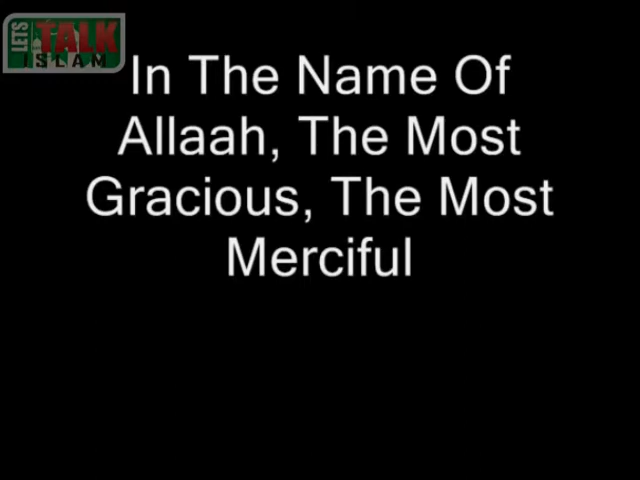 LETS
TALK
ISLAM
In The Name Of
Allaah, The Most
Gracious, The Most
Merciful